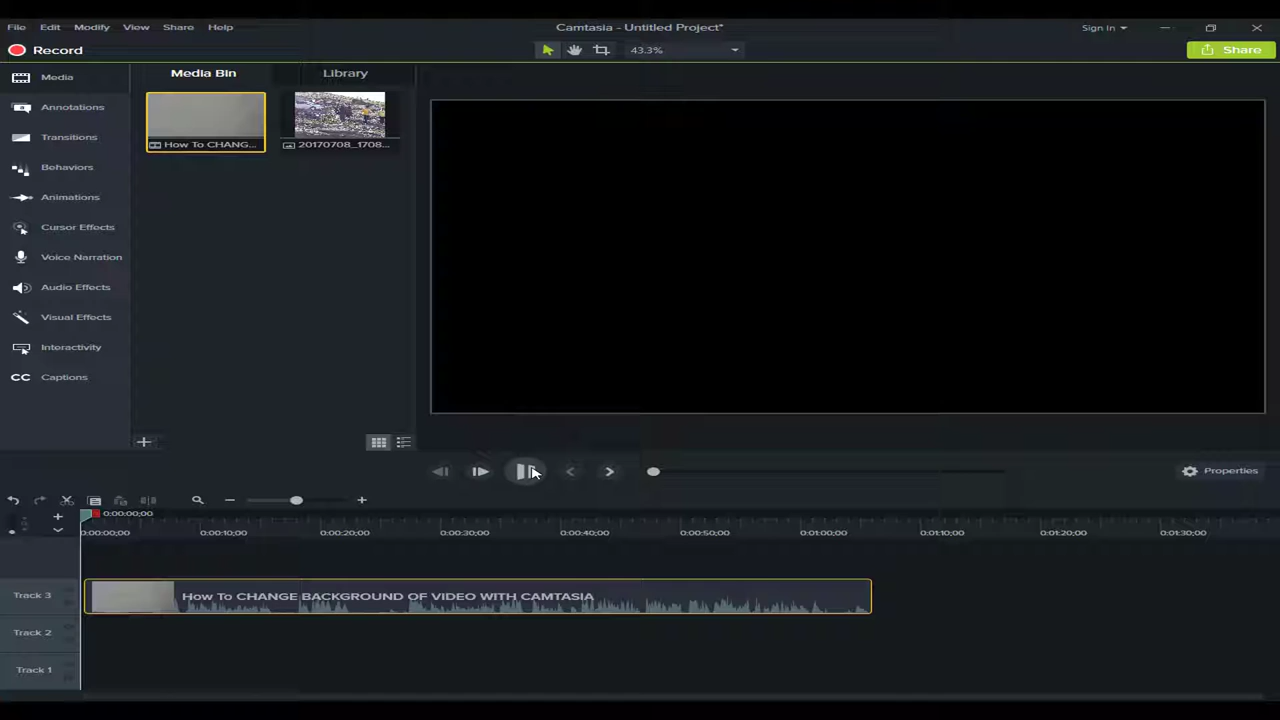 File Edit Modify View Share Help
Camtasia - Untitled Project*
Sign In
Record
43.3%
Share
Media
Annotations
Transitions
Behaviors
Animations
Cursor Effects
Voice Narration
Audio Effects
Visual Effects
Interactivity
CC Captions
Media Bin
Library
How To CHANG...
20170708_1708...
Properties
0:00:00;00
0:00:00;00 0:00:10;00 0:00:20;00 0:00:30;00 0:00:40;00 0:00:50;00 0:01:00;00 0:01:10;00 0:01:20;00 0:01:30;00
Track 3
How To CHANGE BACKGROUND OF VIDEO WITH CAMTASIA
Track 2
Track 1